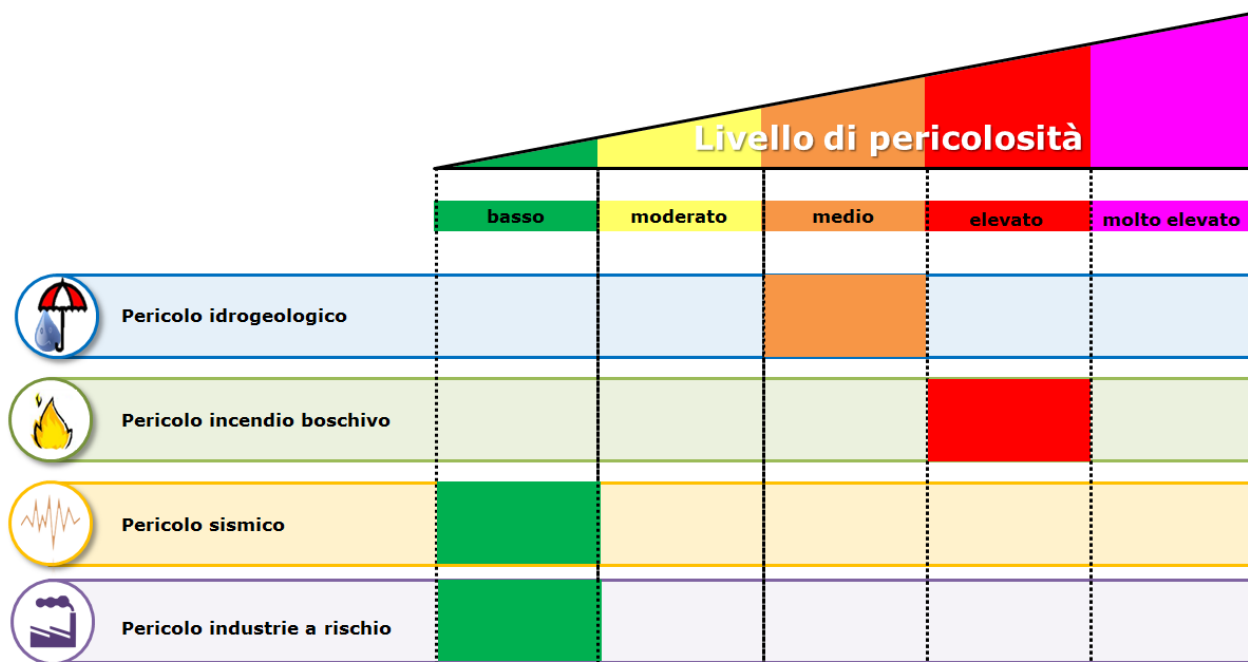 Livello di pericolosità
basso moderato medio elevato molto elevato
Pericolo idrogeologico
Pericolo incendio boschivo
Pericolo sismico
Pericolo industrie a rischio